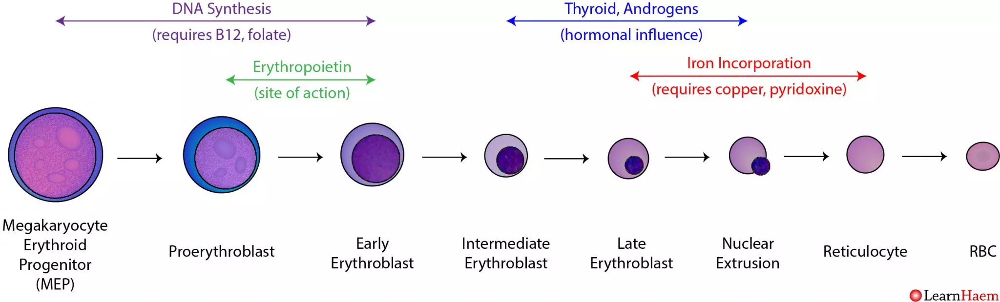 DNA Synthesis
(requires B12, folate)
Thyroid, Androgens
(hormonal influence)
Erythropoietin
(site of action)
Iron Incorporation
(requires copper, pyridoxine)
Megakaryocyte
Erythroid
Progenitor
(MEP)
Proerythroblast
Early
Erythroblast
Intermediate
Erythroblast
Late
Erythroblast
Nuclear
Extrusion
Reticulocyte
RBC
LearnHaem